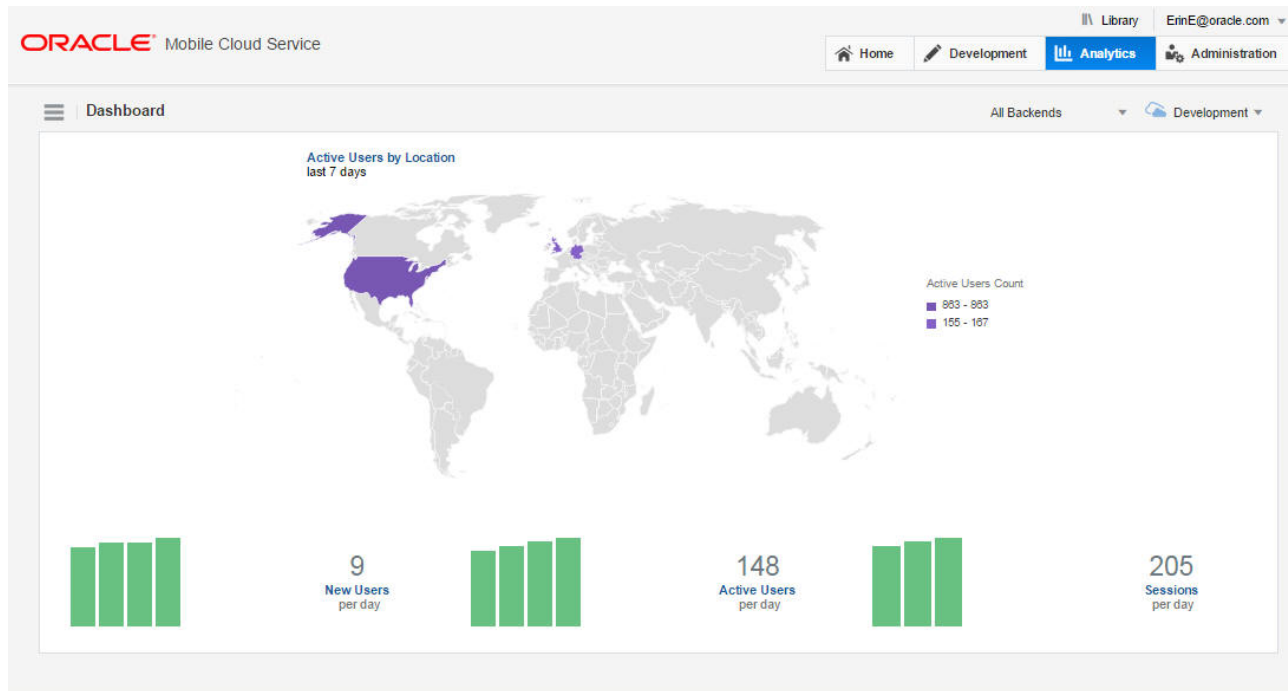 Library ErinE@oracle.com
ORACLE® Mobile Cloud Service
Home Development Analytics Administration
Dashboard All Backends Development
Active Users by Location
last 7 days
Active Users Count
863 - 863
155 - 167
9
New Users
per day
148
Active Users
per day
205
Sessions
per day